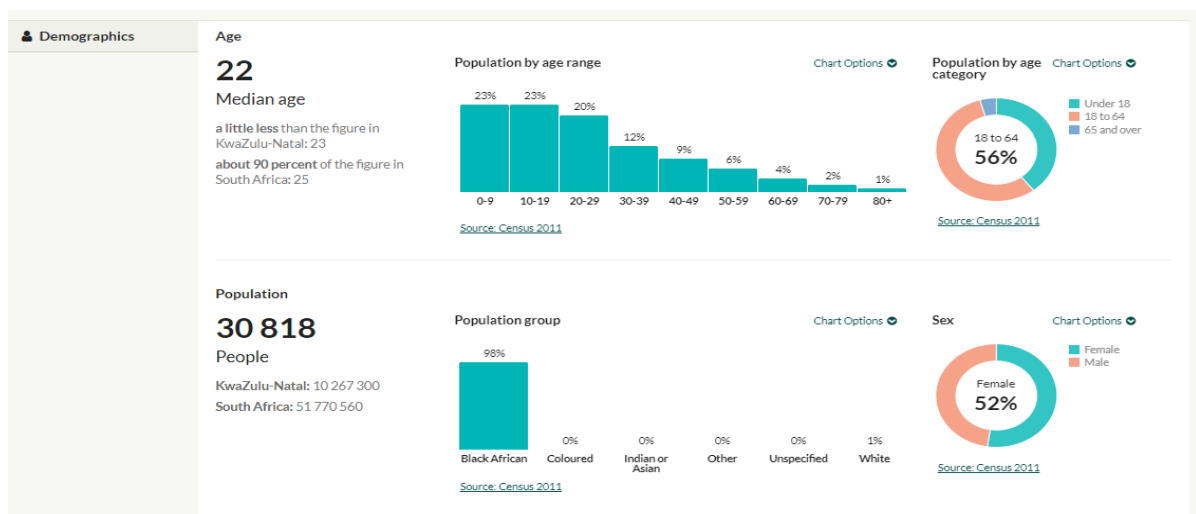 Demographics
Age
22
Median age
a little less than the figure in
KwaZulu-Natal: 23
about 90 percent of the figure in
South Africa: 25
Population by age range
Chart Options
23% 23% 20% 12% 9% 6% 4% 2% 1%
0-9 10-19 20-29 30-39 40-49 50-59 60-69 70-79 80+
Source: Census 2011
Population by age
category
Chart Options
Under 18
18 to 64
65 and over
18 to 64
56%
Source: Census 2011
Population
30 818
People
KwaZulu-Natal: 10 267 300
South Africa: 51 770 560
Population group
Chart Options
98% 0% 0% 0% 0% 1%
Black African Coloured Indian or Other Unspecified White
Asian
Source: Census 2011
Sex
Chart Options
Female
Male
Female
52%
Source: Census 2011